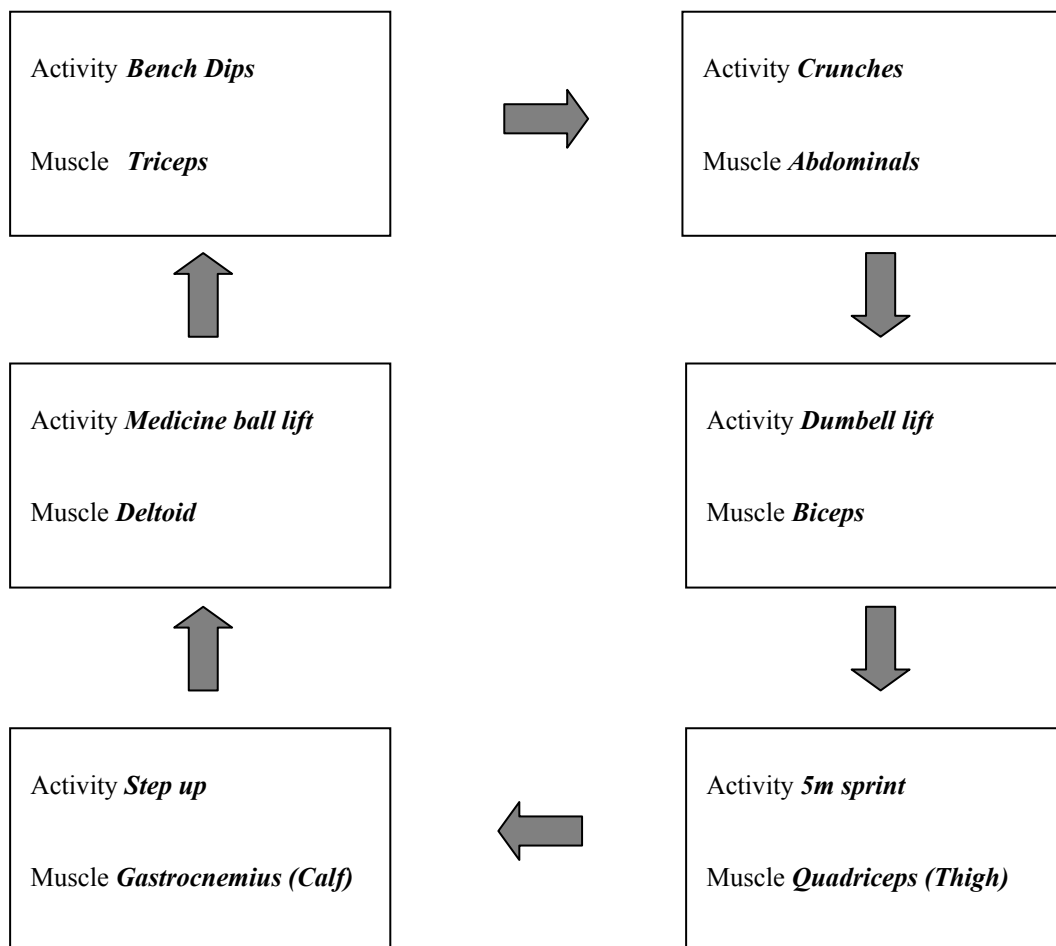 Activity Bench Dips
Muscle Triceps
Activity Crunches
Muscle Abdominals
Activity Medicine ball lift
Muscle Deltoid
Activity Dumbell lift
Muscle Biceps
Activity Step up
Muscle Gastrocnemius (Calf)
Activity 5m sprint
Muscle Quadriceps (Thigh)